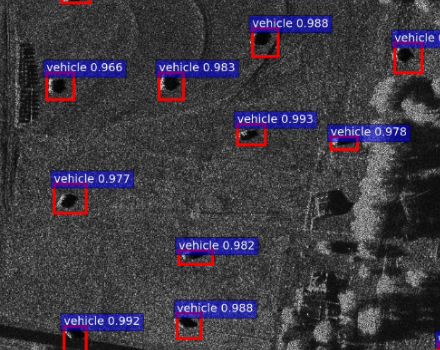 vehicle 0.988
vehicle
vehicle 0.966
vehicle 0.983
vehicle 0.993
vehicle 0.978
vehicle 0.977
vehicle 0.982
vehicle 0.992
vehicle 0.988